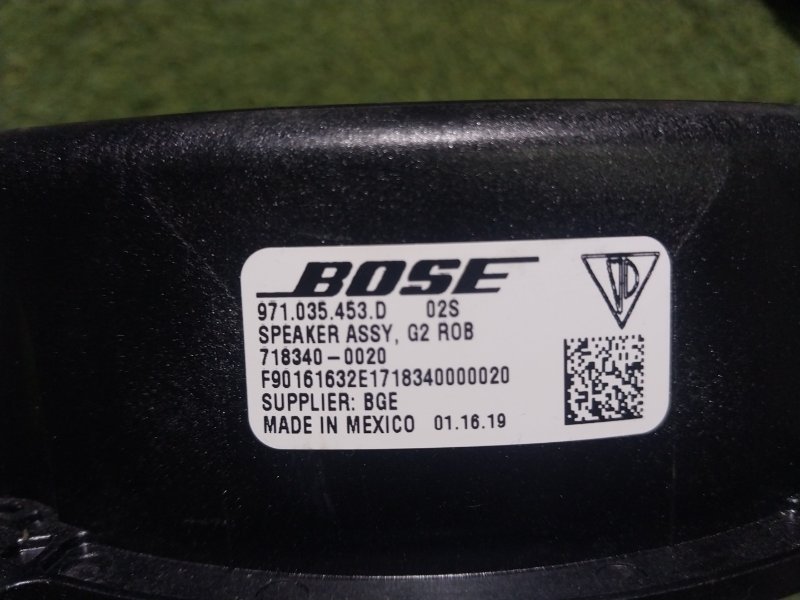 BOSE
971.035.453.D 02S
SPEAKER ASSY, G2 ROB
718340-0020
F90161632E1718340000020
SUPPLIER: BGE
MADE IN MEXICO 01.16.19